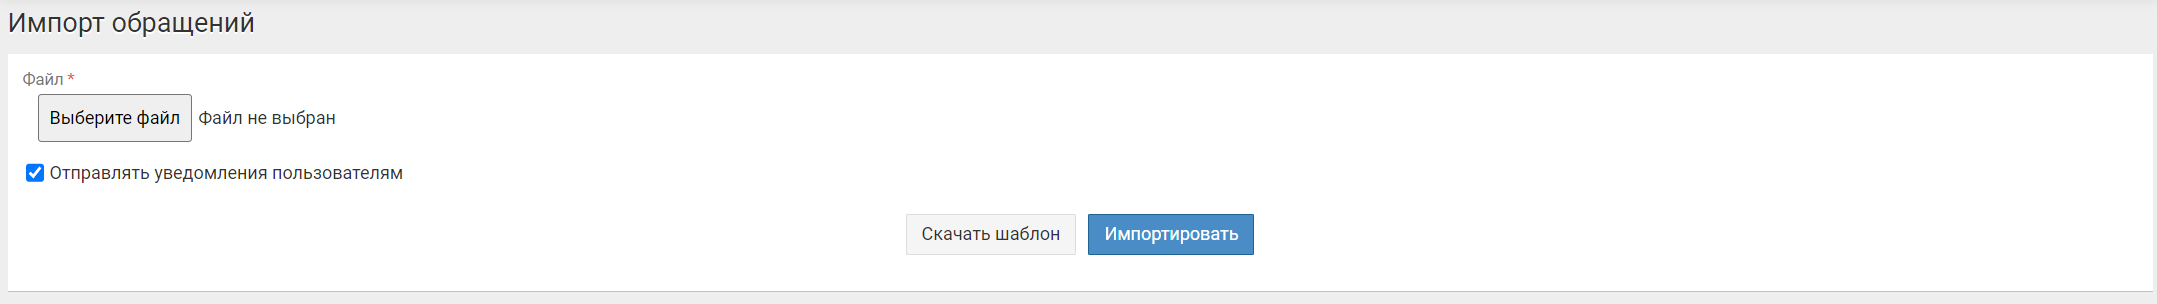 Импорт обращений
Файл *
Выберите файл Файл не выбран
Отправлять уведомления пользователям
Скачать шаблон Импортировать